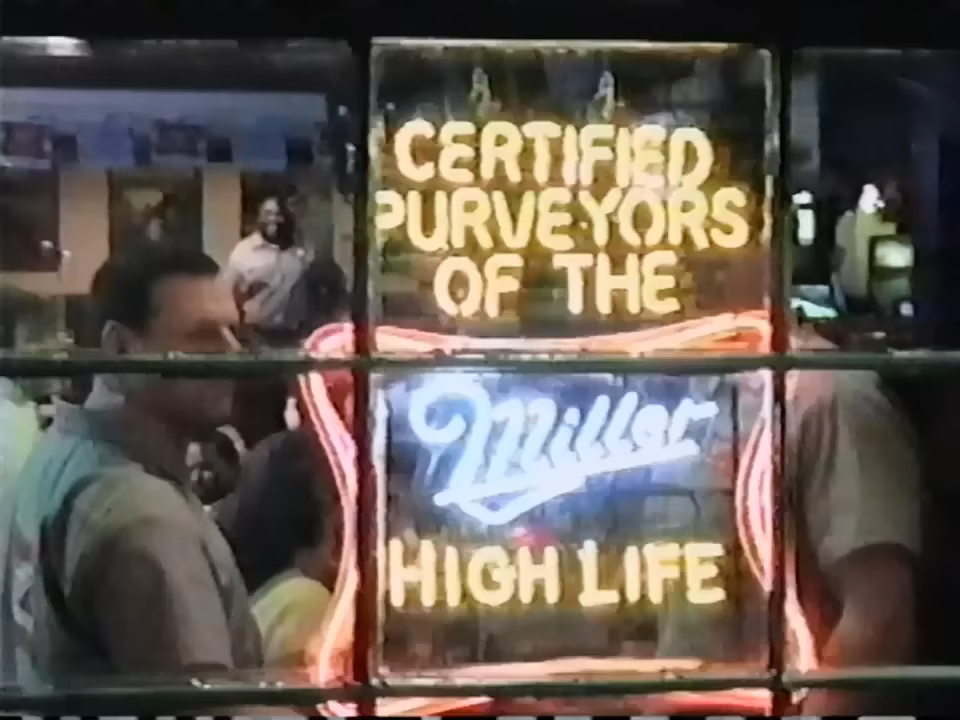 CERTIFIED
PURVEYORS
OF THE
Miller
HIGH LIFE